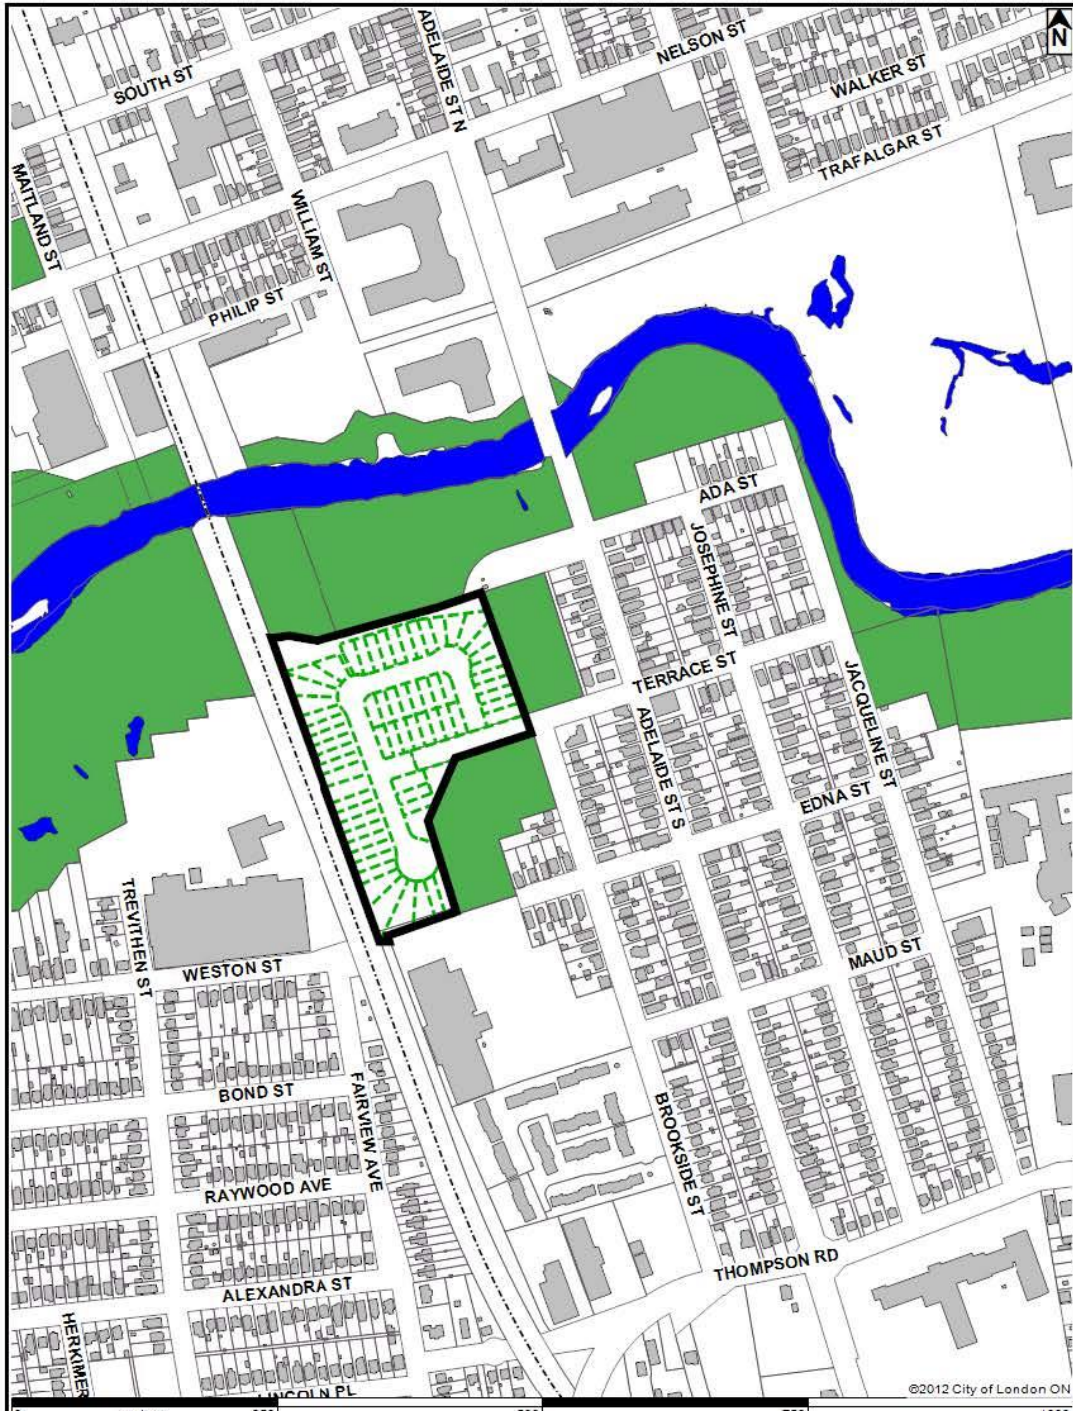 N
SOUTH ST
ADELAIDE ST N
NELSON ST
WALKER ST
TRAFALGAR ST
MAITLAND ST
WILLIAM ST
PHILIP ST
ADA ST
JOSEPHINE ST
TERRACE ST
JACQUELINE ST
ADELAIDE ST S
EDNA ST
TREVITHEN ST
WESTON ST
MAUD ST
BOND ST
FAIRVIEW AVE
BROOKSIDE ST
RAYWOOD AVE
THOMPSON RD
ALEXANDRA ST
HERKIMER
LINCOLN PL
©2012 City of London ON